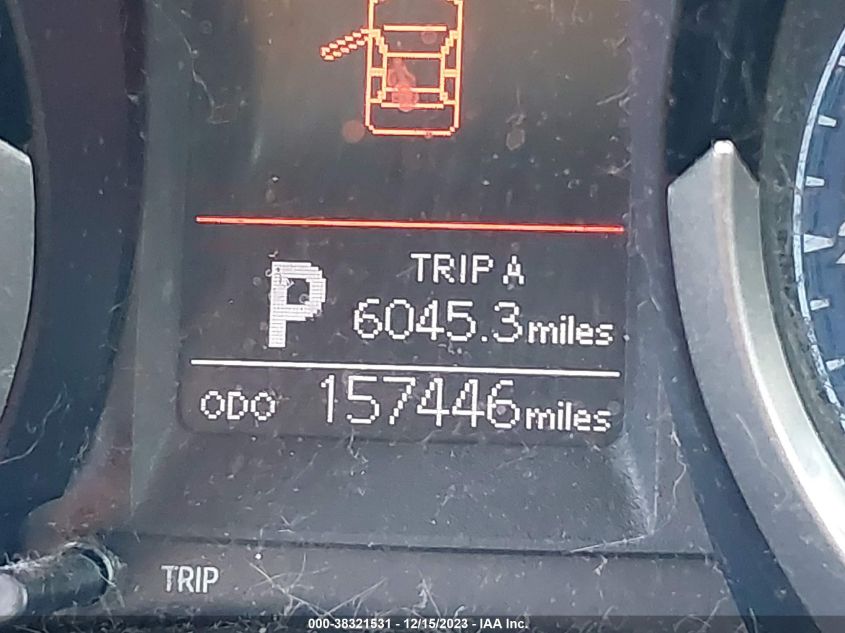 TRIP A
P 6045.3 miles
ODO 157446 miles
TRIP
000-38321531 - 12/15/2023 - IAA Inc.